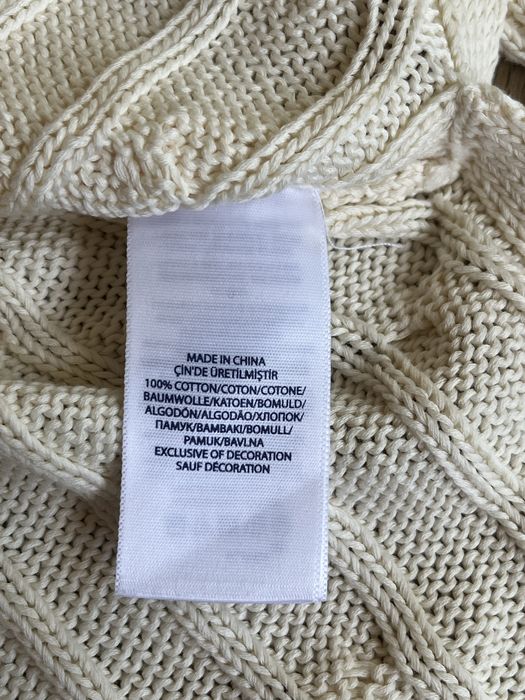 MADE IN CHINA
ÇİN'DE ÜRETİLMİŞTİR
100% COTTON/COTON/COTONE/
BAUMWOLLE/KATOEN/BOMULD/
ALGODÓN/ALGODÃO/ХЛОПОК/
ПАМУК/BAMBAKI/BOMULL/
PAMUK/BAVLNA
EXCLUSIVE OF DECORATION
SAUF DÉCORATION